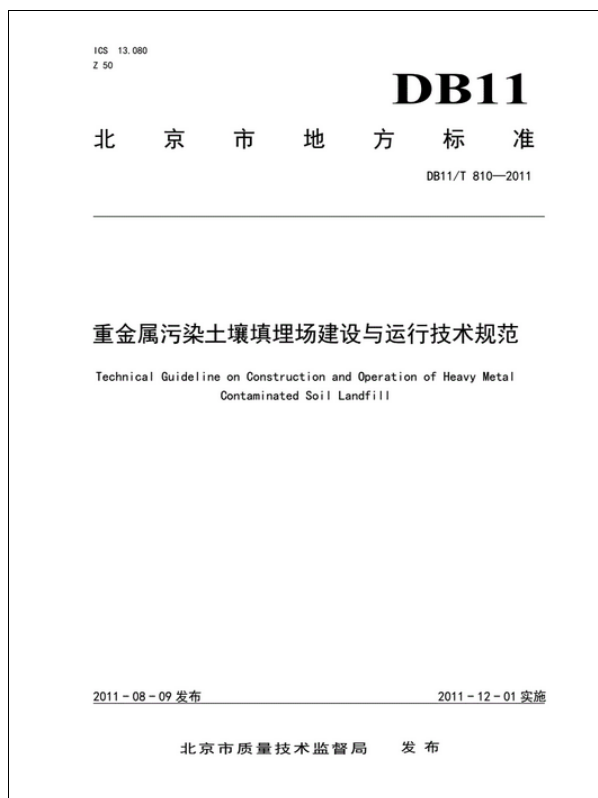 ICS 13.080
Z 50
DB11
北京市地方标准
DB11/T 810—2011
重金属污染土壤填埋场建设与运行技术规范
Technical Guideline on Construction and Operation of Heavy Metal
Contaminated Soil Landfill
2011-08-09 发布 2011-12-01 实施
北京市质量技术监督局 发布